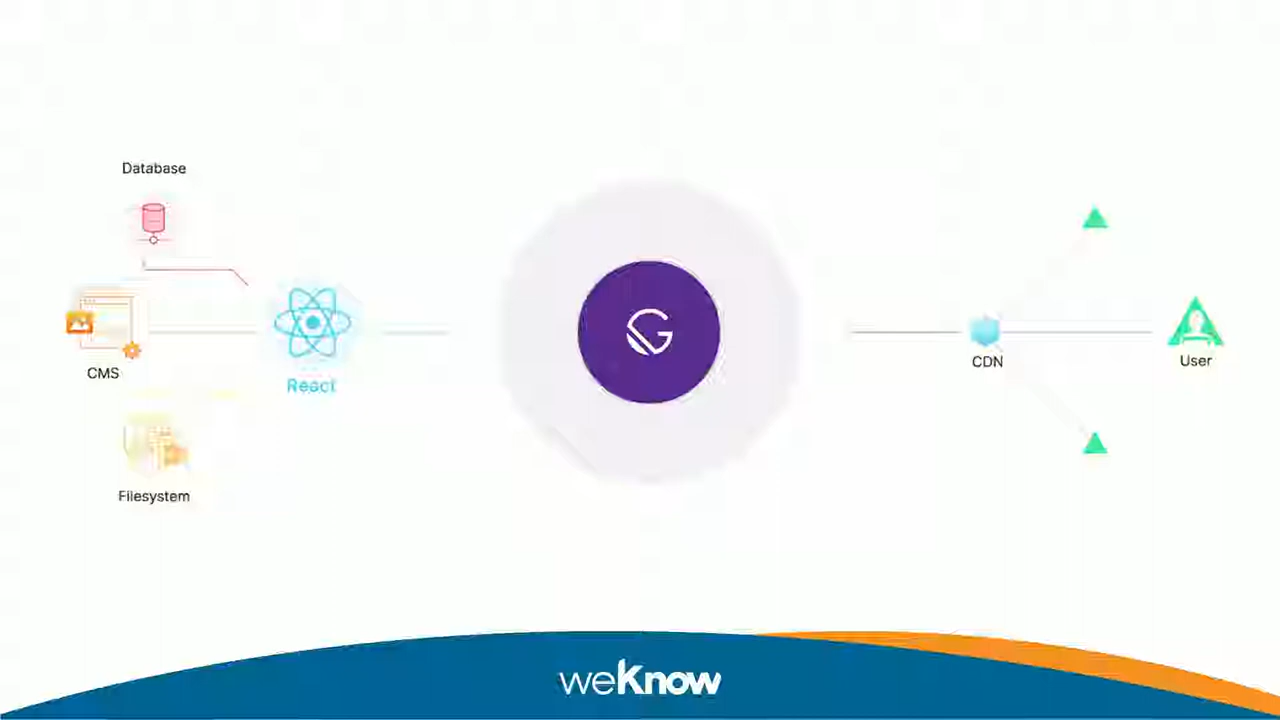 Database
CMS
React
Filesystem
CDN
User
weKnow